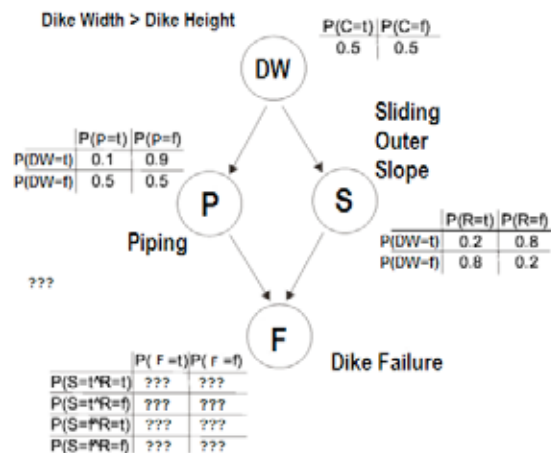 Dike Width > Dike Height
P(C=t) P(C=f)
0.5 0.5
DW
Sliding
Outer
Slope
P(p=t) P(p=f)
P(DW=t) 0.1 0.9
P(DW=f) 0.5 0.5
P
S
P(R=t) P(R=f)
P(DW=t) 0.2 0.8
P(DW=f) 0.8 0.2
Piping
???
F
Dike Failure
P( F =t) P( F =f)
P(S=t^R=t) ??? ???
P(S=t^R=f) ??? ???
P(S=f^R=t) ??? ???
P(S=f^R=f) ??? ???